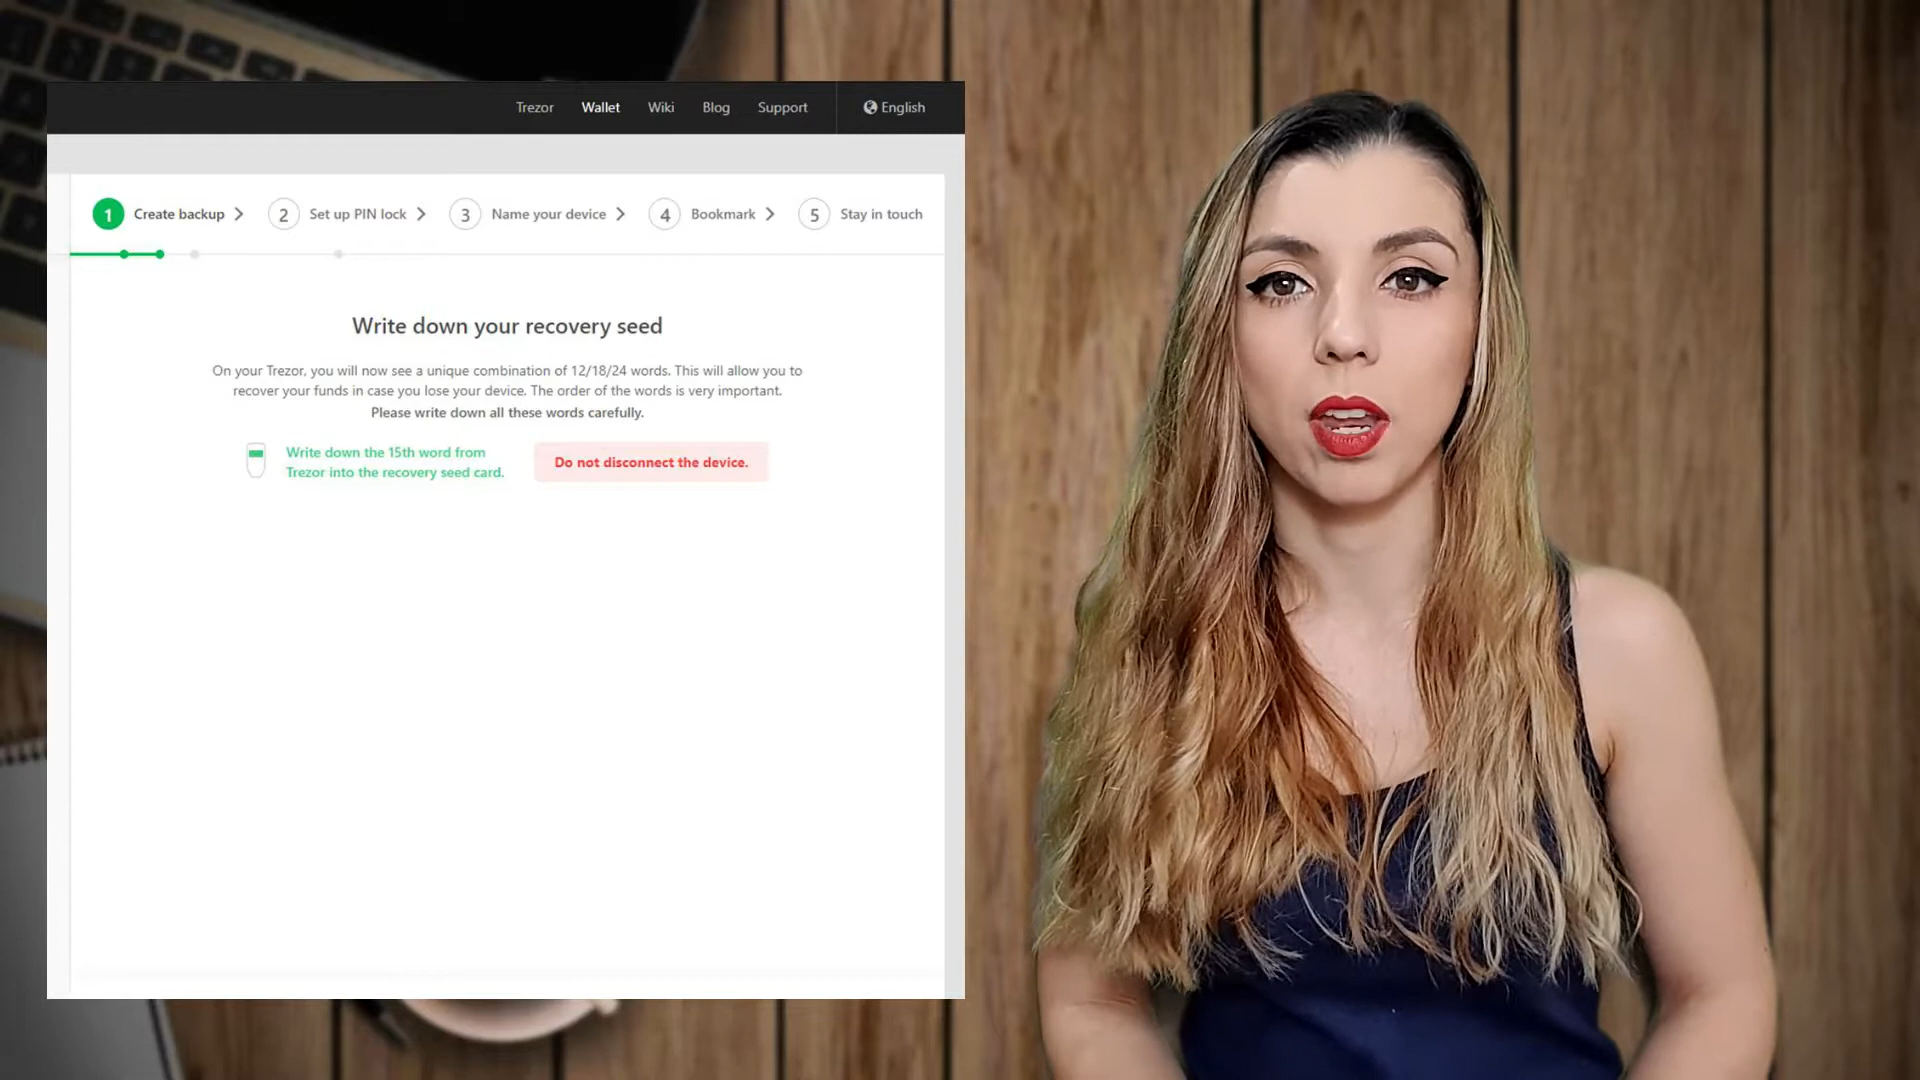 Trezor Wallet Wiki Blog Support English
1 Create backup 2 Set up PIN lock 3 Name your device 4 Bookmark 5 Stay in touch
Write down your recovery seed
On your Trezor, you will now see a unique combination of 12/18/24 words. This will allow you to
recover your funds in case you lose your device. The order of the words is very important.
Please write down all these words carefully.
Write down the 15th word from
Trezor into the recovery seed card.
Do not disconnect the device.